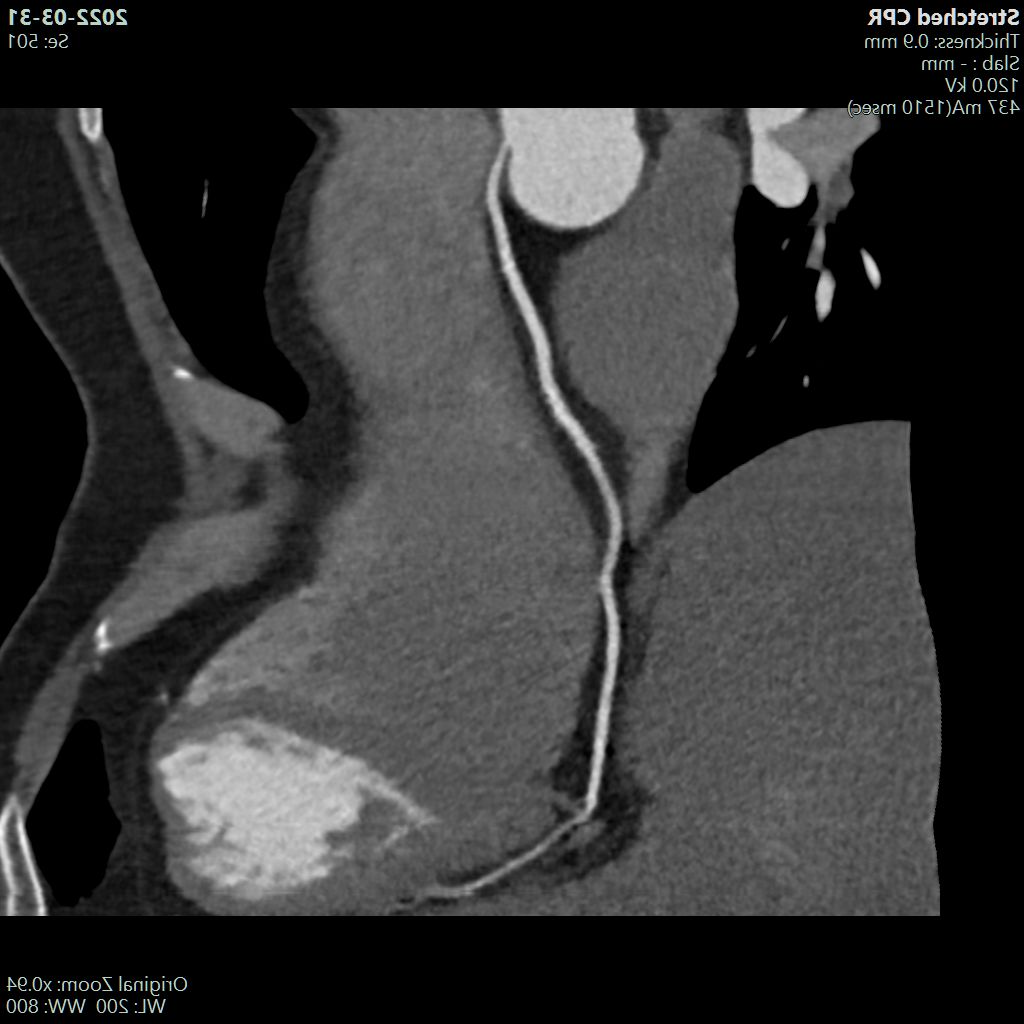 Stretched CPR
Thickness: 0.9 mm
Slab : - mm
120.0 kV
437 mA(1510 msec)
2022-03-31
Se: 501
Original Zoom: x0.94
WL: 200 WW: 800